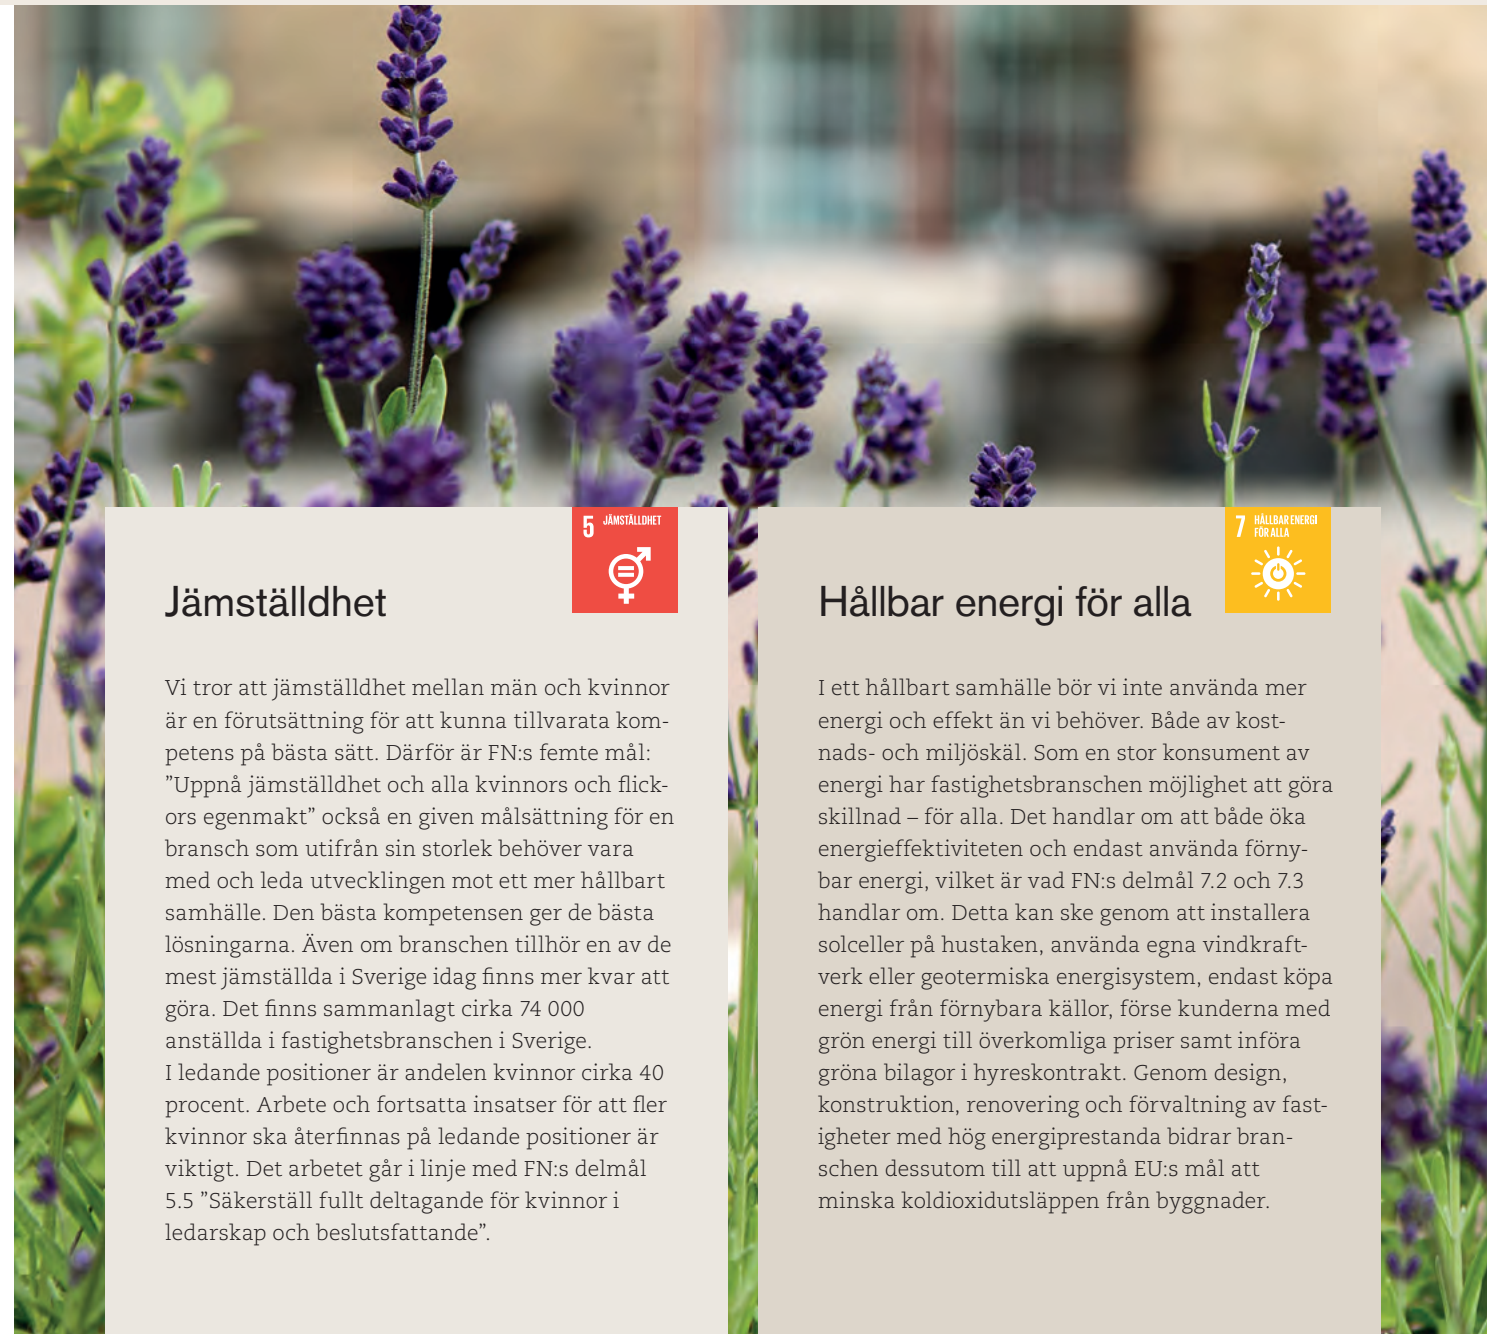 5 JÄMSTÄLLDHET
Jämställdhet
Vi tror att jämställdhet mellan män och kvinnor
är en förutsättning för att kunna tillvarata kom-
petens på bästa sätt. Därför är FN:s femte mål:
”Uppnå jämställdhet och alla kvinnors och flick-
ors egenmakt” också en given målsättning för en
bransch som utifrån sin storlek behöver vara
med och leda utvecklingen mot ett mer hållbart
samhälle. Den bästa kompetensen ger de bästa
lösningarna. Även om branschen tillhör en av de
mest jämställda i Sverige idag finns mer kvar att
göra. Det finns sammanlagt cirka 74 000
anställda i fastighetsbranschen i Sverige.
I ledande positioner är andelen kvinnor cirka 40
procent. Arbete och fortsatta insatser för att fler
kvinnor ska återfinnas på ledande positioner är
viktigt. Det arbetet går i linje med FN:s delmål
5.5 ”Säkerställ fullt deltagande för kvinnor i
ledarskap och beslutsfattande”.
7 HÅLLBAR ENERGI
FÖR ALLA
Hållbar energi för alla
I ett hållbart samhälle bör vi inte använda mer
energi och effekt än vi behöver. Både av kost-
nads- och miljöskäl. Som en stor konsument av
energi har fastighetsbranschen möjlighet att göra
skillnad – för alla. Det handlar om att både öka
energieffektiviteten och endast använda förny-
bar energi, vilket är vad FN:s delmål 7.2 och 7.3
handlar om. Detta kan ske genom att installera
solceller på hustaken, använda egna vindkraft-
verk eller geotermiska energisystem, endast köpa
energi från förnybara källor, förse kunderna med
grön energi till överkomliga priser samt införa
gröna bilagor i hyreskontrakt. Genom design,
konstruktion, renovering och förvaltning av fast-
igheter med hög energiprestanda bidrar bran-
schen dessutom till att uppnå EU:s mål att
minska koldioxidutsläppen från byggnader.